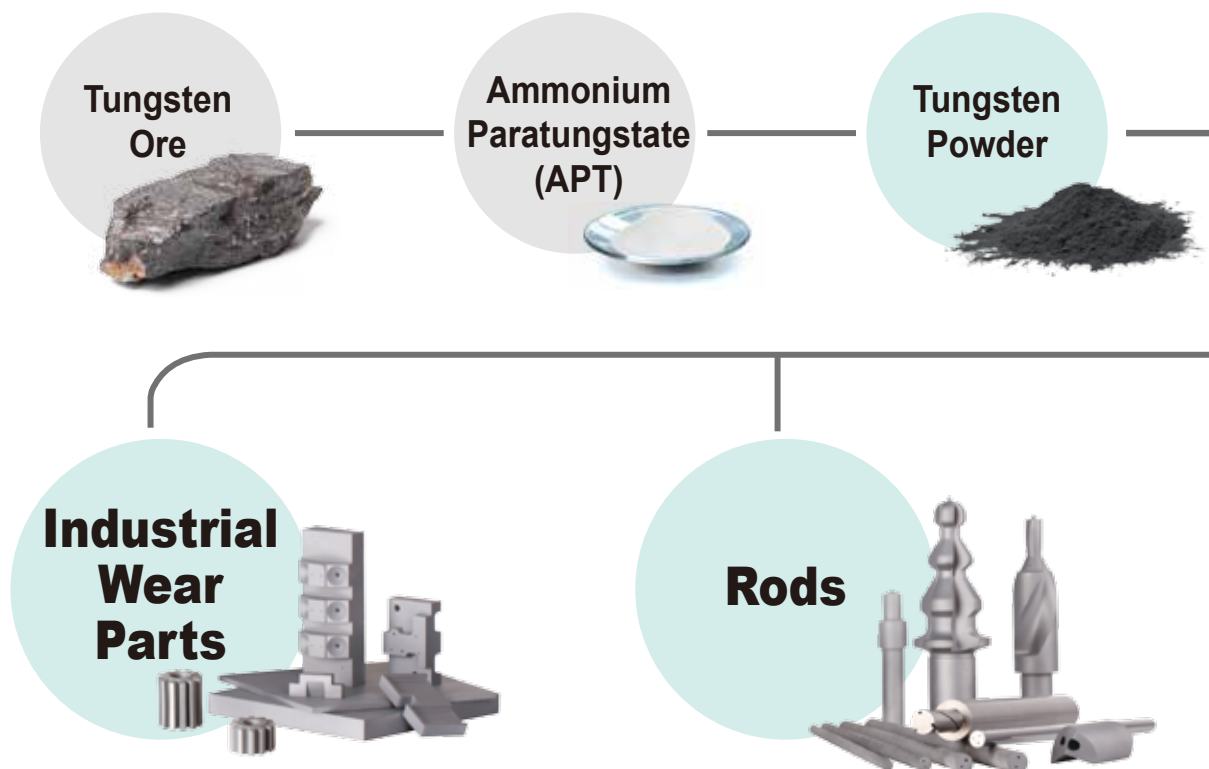 Tungsten
Ore
Ammonium
Paratungstate
(APT)
Tungsten
Powder
Industrial
Wear
Parts
Rods